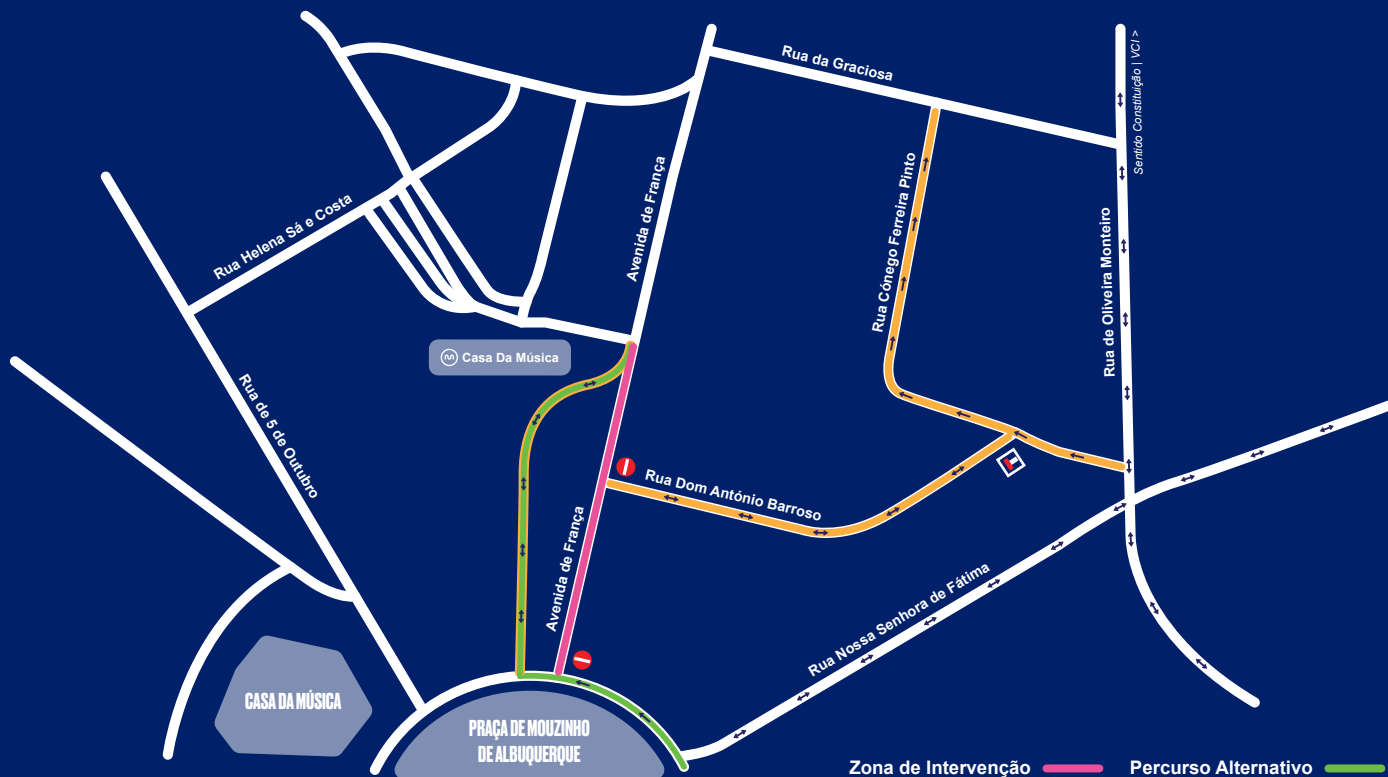 Rua da Graciosa
Sentido Constituição | VCI >
Avenida de França
Rua Cónego Ferreira Pinto
Rua Helena Sá e Costa
Rua de Oliveira Monteiro
Casa Da Música
Rua de 5 de Outubro
Rua Dom António Barroso
Avenida de França
Rua Nossa Senhora de Fátima
CASA DA MÚSICA
PRAÇA DE MOUZINHO
DE ALBUQUERQUE
Zona de Intervenção
Percurso Alternativo